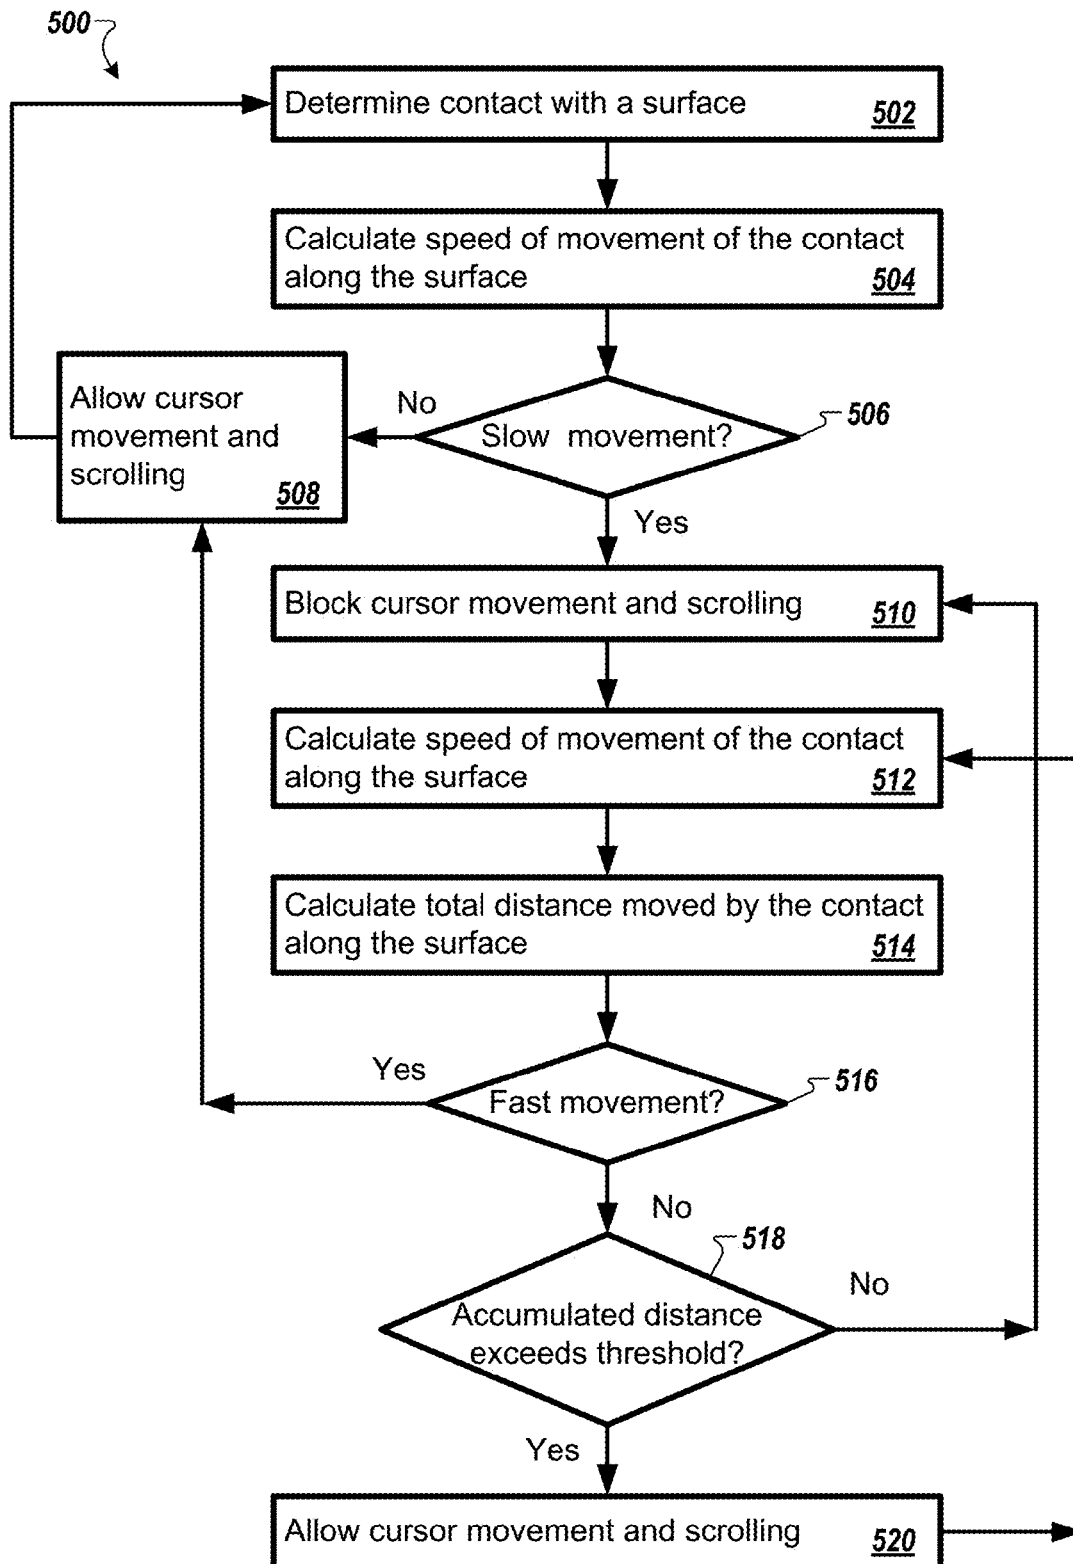 500
Determine contact with a surface
502
Calculate speed of movement of the contact
along the surface
504
Allow cursor
movement and
scrolling
508
No
Slow movement?
506
Yes
Block cursor movement and scrolling
510
Calculate speed of movement of the contact
along the surface
512
Calculate total distance moved by the contact
along the surface
514
Yes
Fast movement?
516
No
518
Accumulated distance
exceeds threshold?
No
Yes
Allow cursor movement and scrolling
520